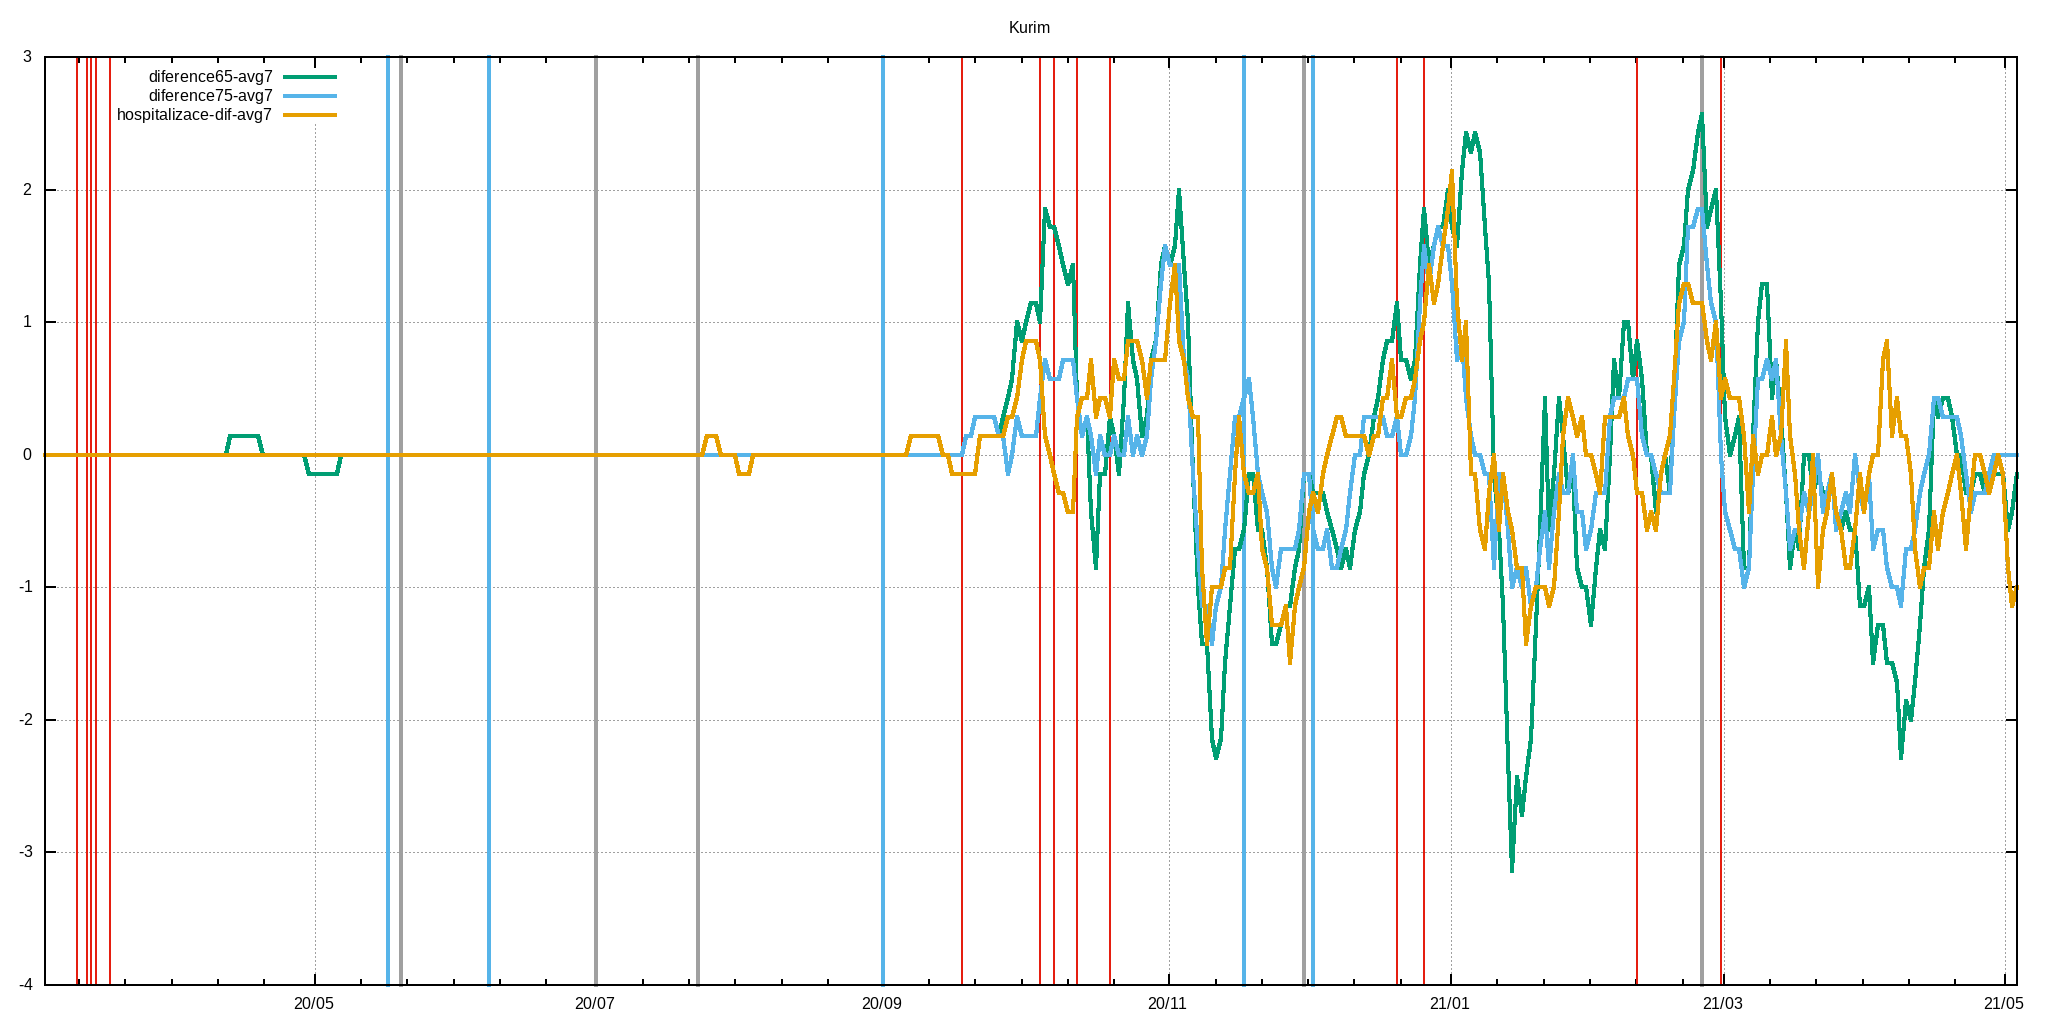 Kurim
diference65-avg7
diference75-avg7
hospitalizace-dif-avg7
3
2
1
0
-1
-2
-3
-4
20/05 20/07 20/09 20/11 21/01 21/03 21/05